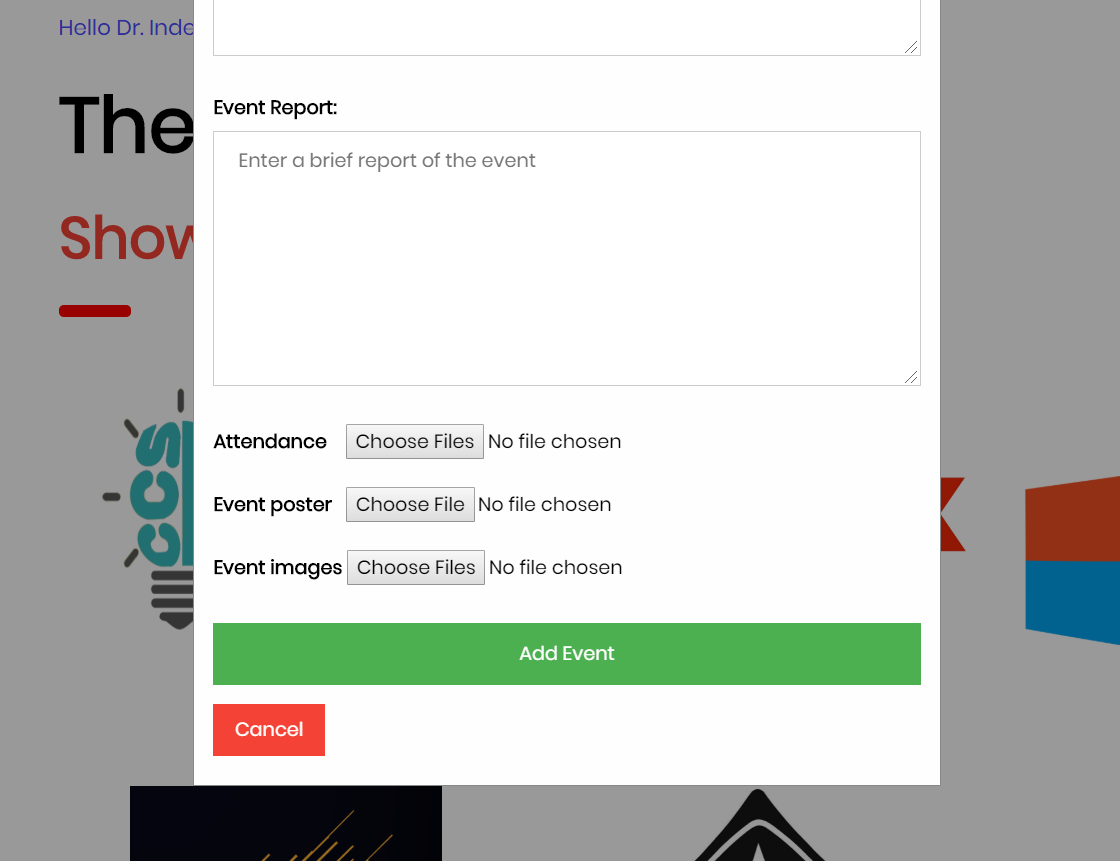 Hello Dr. Inde
The
Show
Event Report:
Enter a brief report of the event
Attendance Choose Files No file chosen
Event poster Choose File No file chosen
Event images Choose Files No file chosen
ccs
Add Event
Cancel